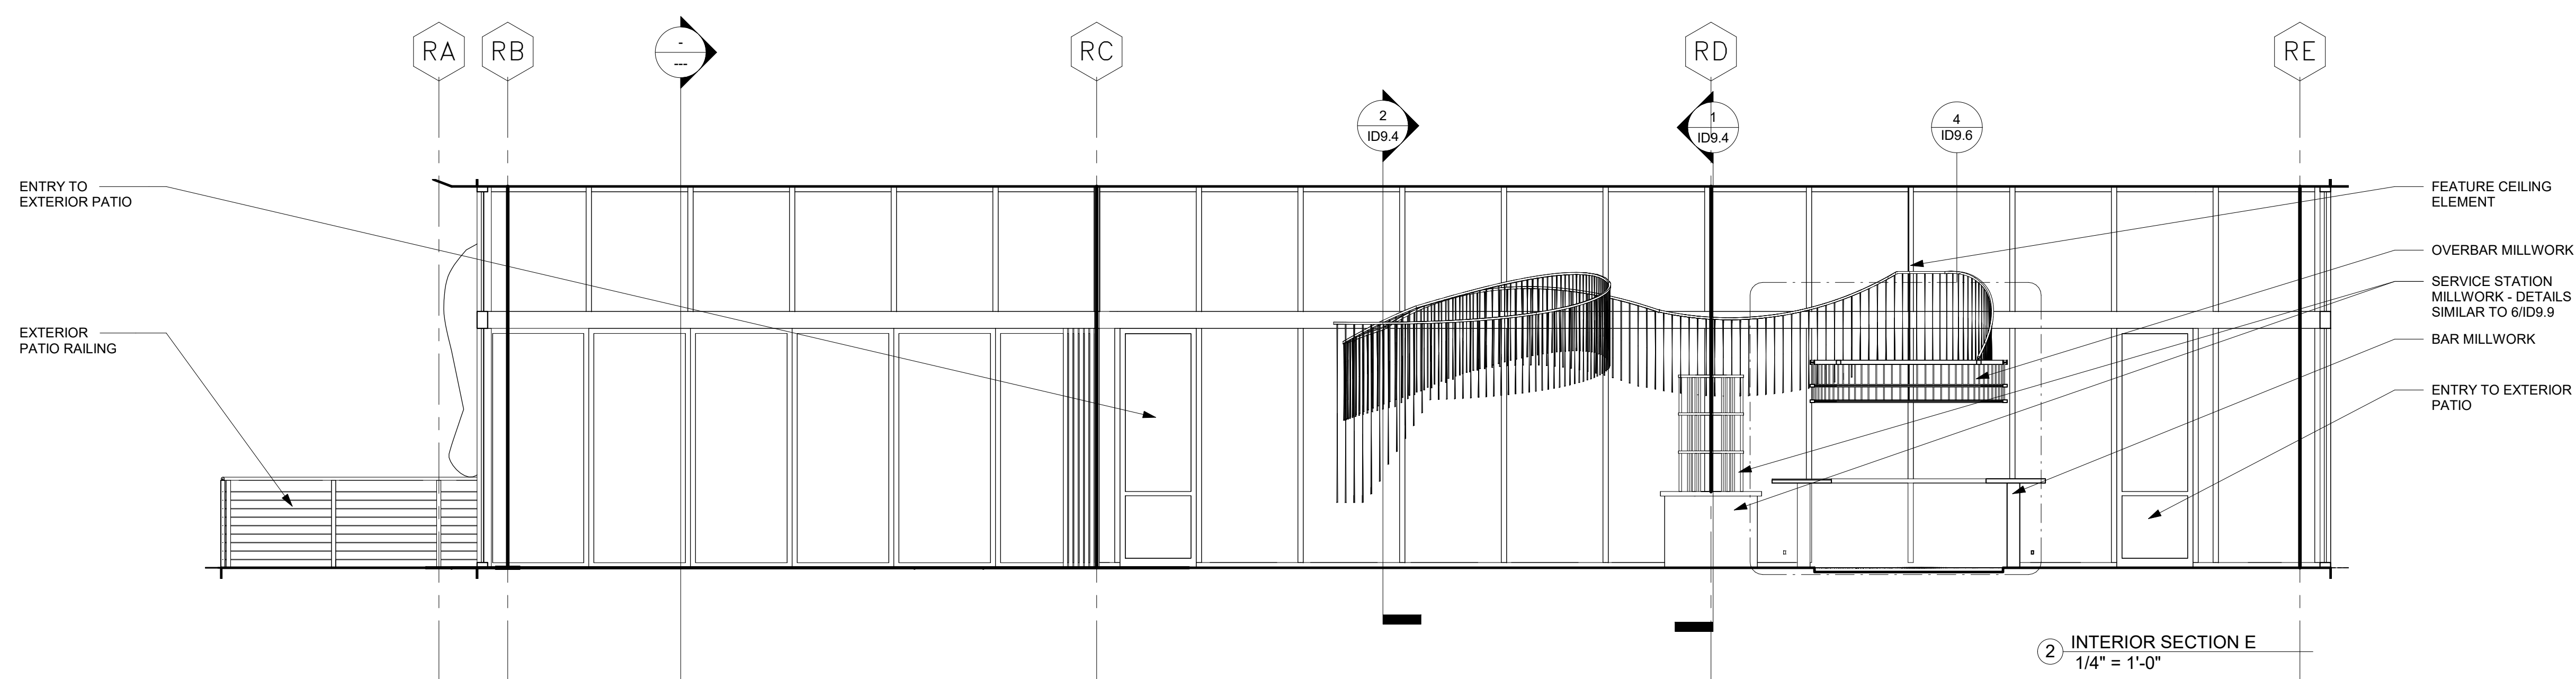 RA
RB
-
---
RC
RD
RE
2
ID9.4
1
ID9.4
4
ID9.6
ENTRY TO
EXTERIOR PATIO
EXTERIOR
PATIO RAILING
FEATURE CEILING
ELEMENT
OVERBAR MILLWORK
SERVICE STATION
MILLWORK - DETAILS
SIMILAR TO 6/ID9.9
BAR MILLWORK
ENTRY TO EXTERIOR
PATIO
2
INTERIOR SECTION E
1/4" = 1'-0"